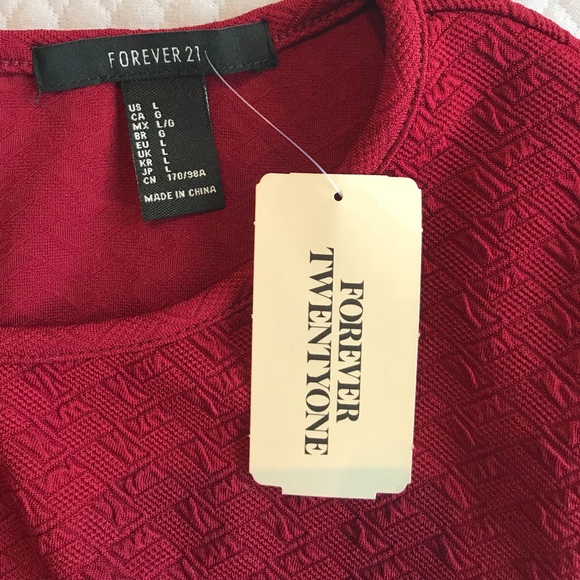 FOREVER 21
US L
CA G
MX L/G
BR G
EU L
UK L
KR L
JP L
CN 170/98A
MADE IN CHINA
FOREVER
TWENTYONE